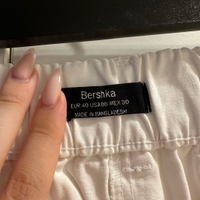 Bershka
EUR 40 USA 08 MEX 30
MADE IN BANGLADESH